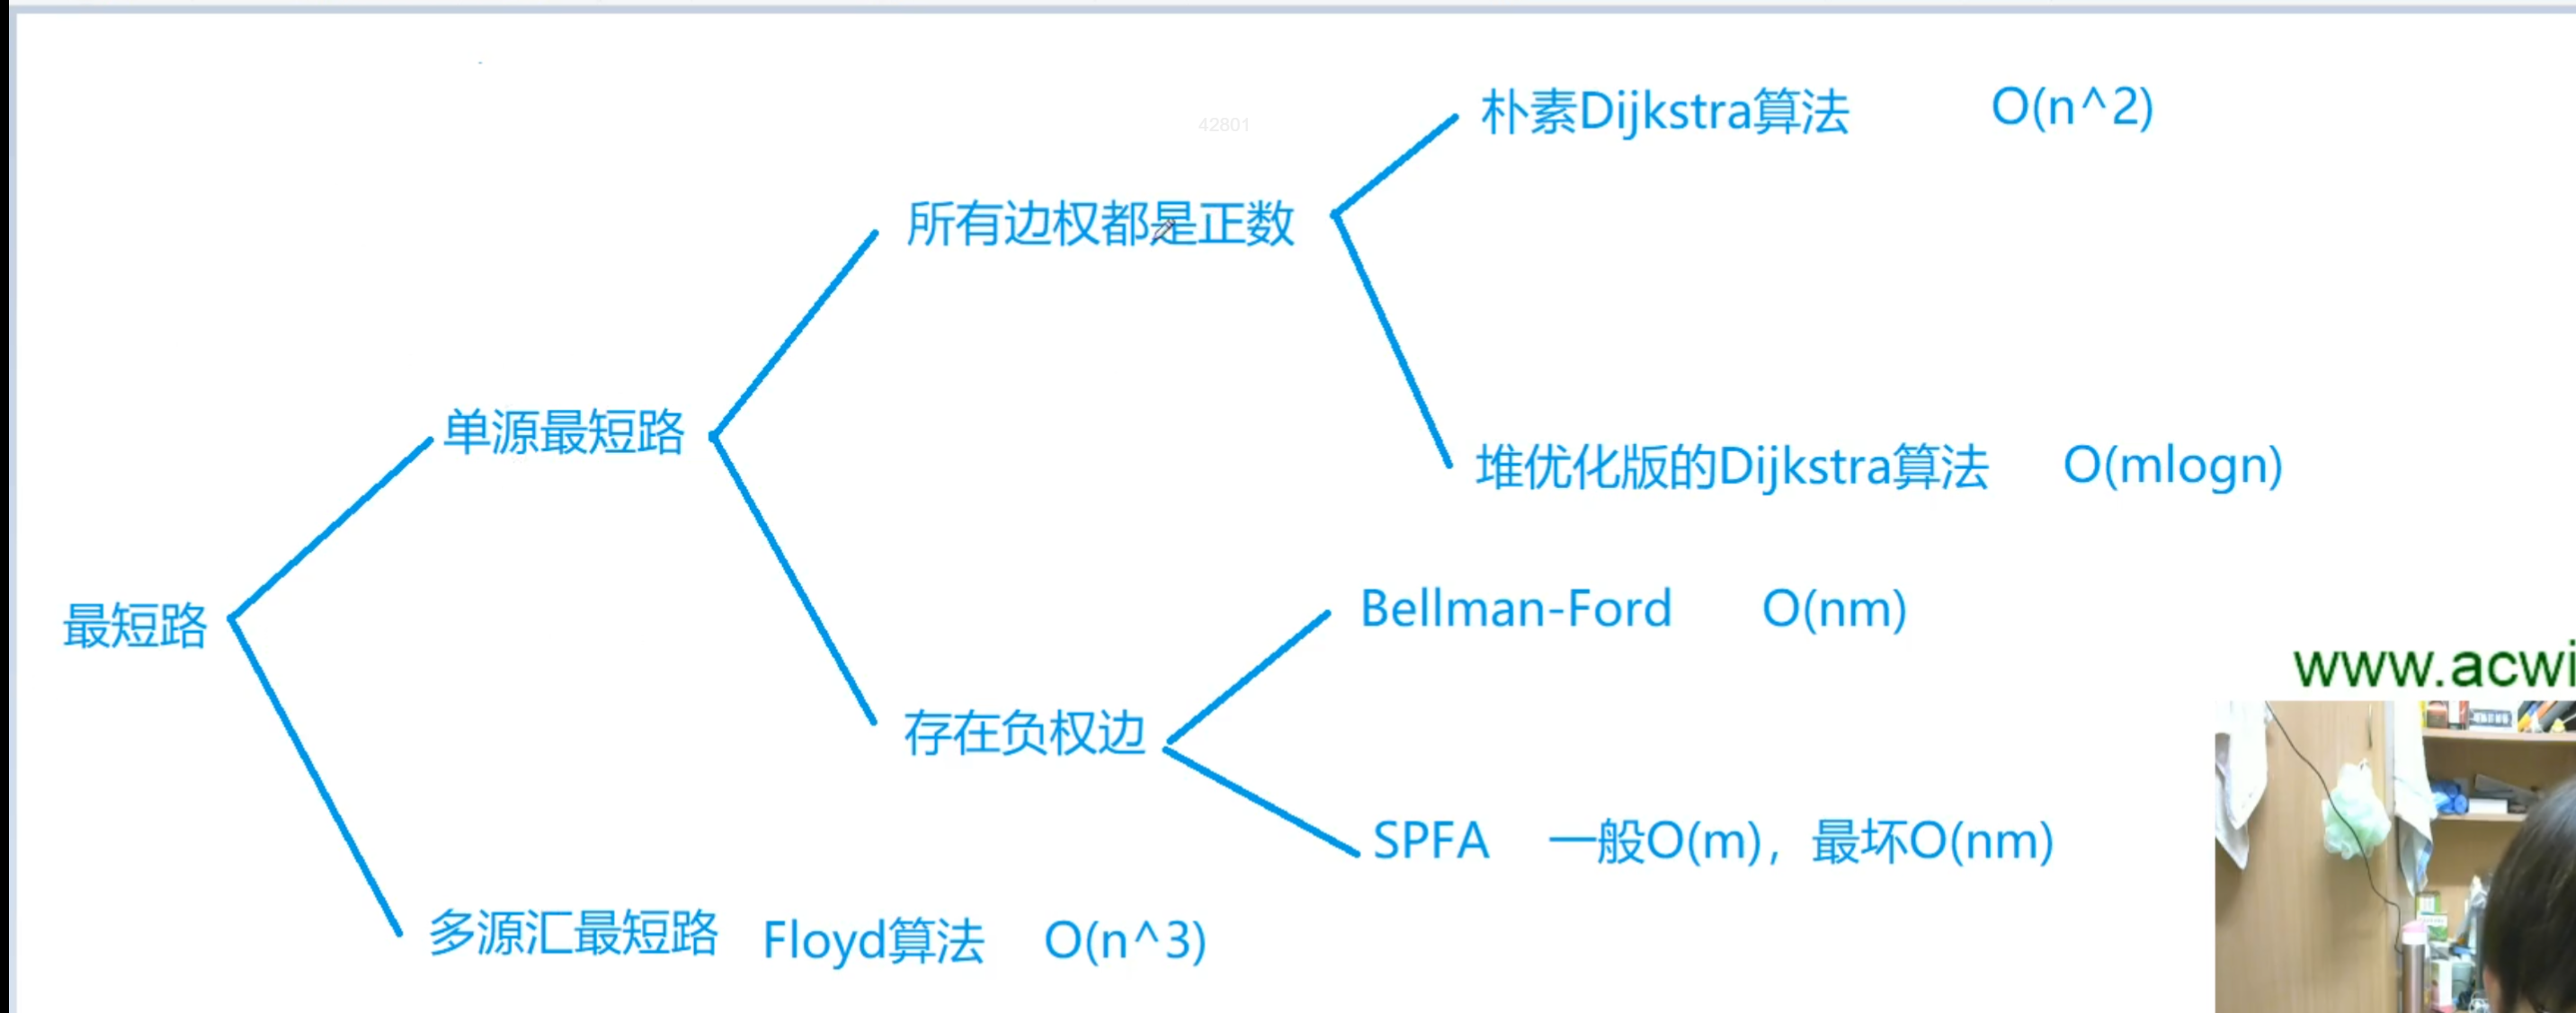 朴素Dijkstra算法 O(n^2)
42801
所有边权都是正数
单源最短路
堆优化版的Dijkstra算法 O(mlogn)
最短路
Bellman-Ford O(nm)
www.acwi
存在负权边
SPFA 一般O(m)，最坏O(nm)
多源汇最短路 Floyd算法 O(n^3)